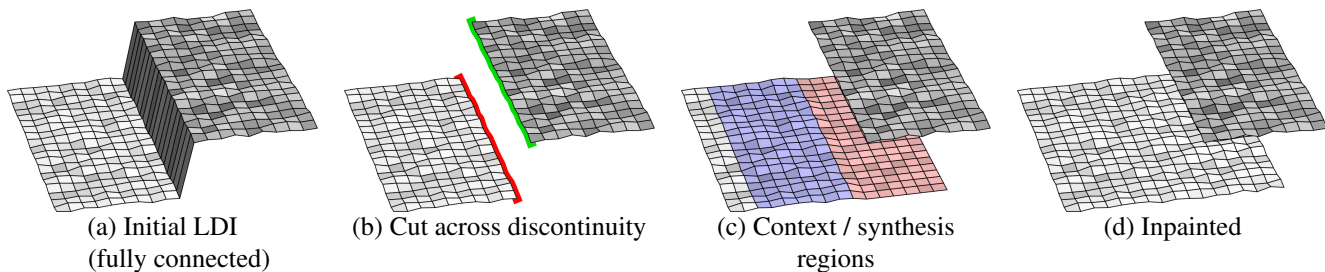 (a) Initial LDI
(fully connected)
(b) Cut across discontinuity
(c) Context / synthesis
regions
(d) Inpainted